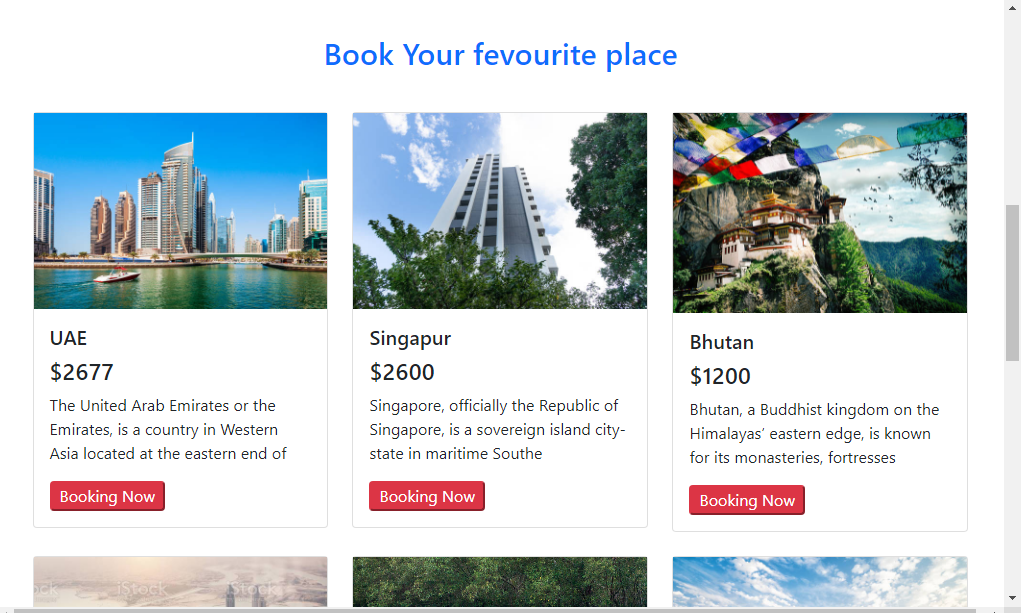 Book Your fevourite place
UAE
$2677
The United Arab Emirates or the
Emirates, is a country in Western
Asia located at the eastern end of
Booking Now
Singapur
$2600
Singapore, officially the Republic of
Singapore, is a sovereign island city-
state in maritime Southe
Booking Now
Bhutan
$1200
Bhutan, a Buddhist kingdom on the
Himalayas’ eastern edge, is known
for its monasteries, fortresses
Booking Now
iStock
iStock